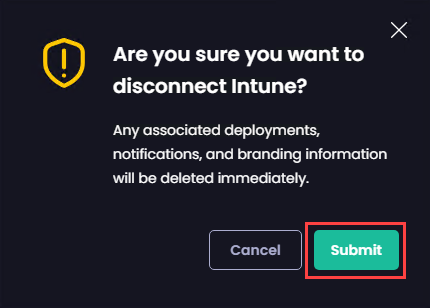 Are you sure you want to
disconnect Intune?
Any associated deployments,
notifications, and branding information
will be deleted immediately.
Cancel
Submit